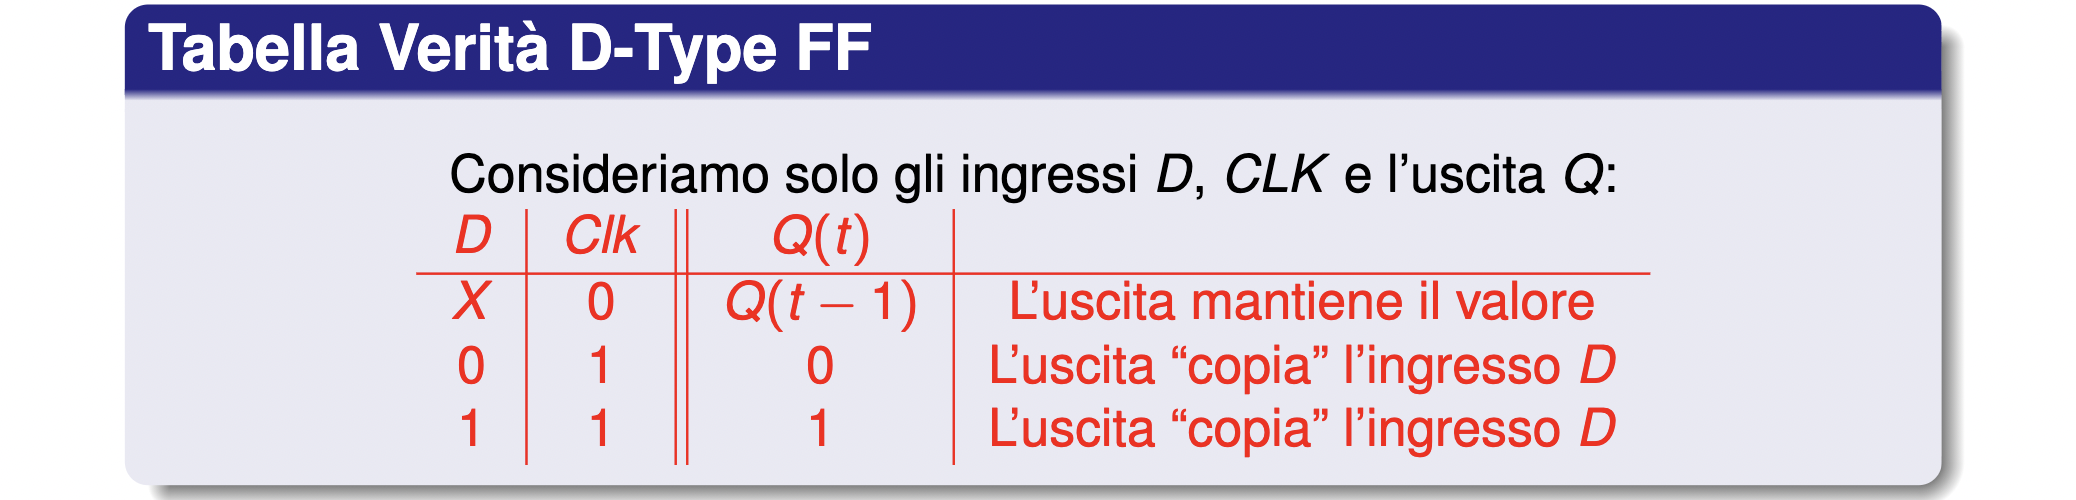 Tabella Verità D-Type FF
Consideriamo solo gli ingressi D, CLK e l'uscita Q:
D Clk Q(t)
X 0 Q(t − 1) L'uscita mantiene il valore
0 1 0 L'uscita “copia” l'ingresso D
1 1 1 L'uscita “copia” l'ingresso D